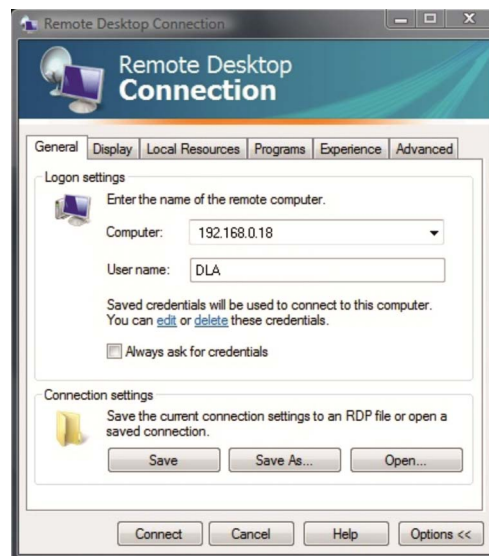 Remote Desktop Connection
Remote Desktop
Connection
General Display Local Resources Programs Experience Advanced
Logon settings
Enter the name of the remote computer.
Computer: 192.168.0.18
User name: DLA
Saved credentials will be used to connect to this computer.
You can edit or delete these credentials.
Always ask for credentials
Connection settings
Save the current connection settings to an RDP file or open a
saved connection.
Save Save As... Open...
Connect Cancel Help Options <<